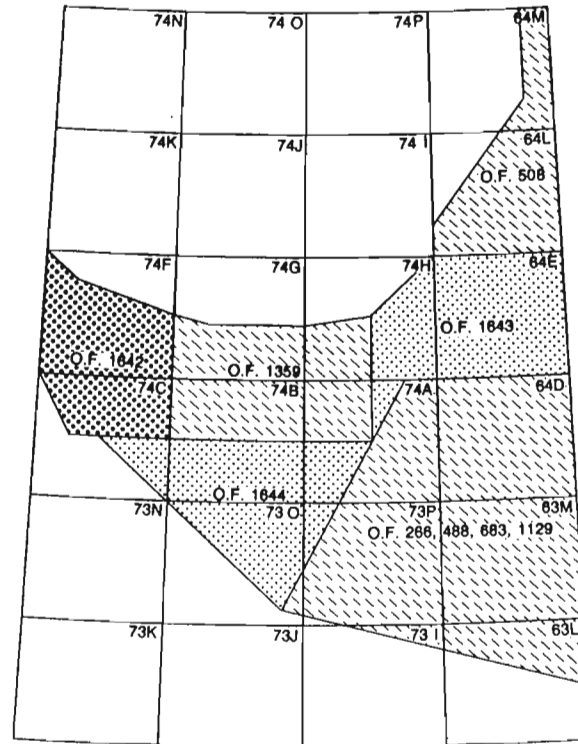 74N 74 O 74P 64M
74K 74J 74 I 64L
O.F. 508
74F 74G 74H 64E
O.F. 1643
O.F. 1642 O.F. 1359
74C 74B 74A 64D
O.F. 1644
73N 73 O 73P 63M
O.F. 266, 488, 683, 1129
73K 73J 73 I 63L